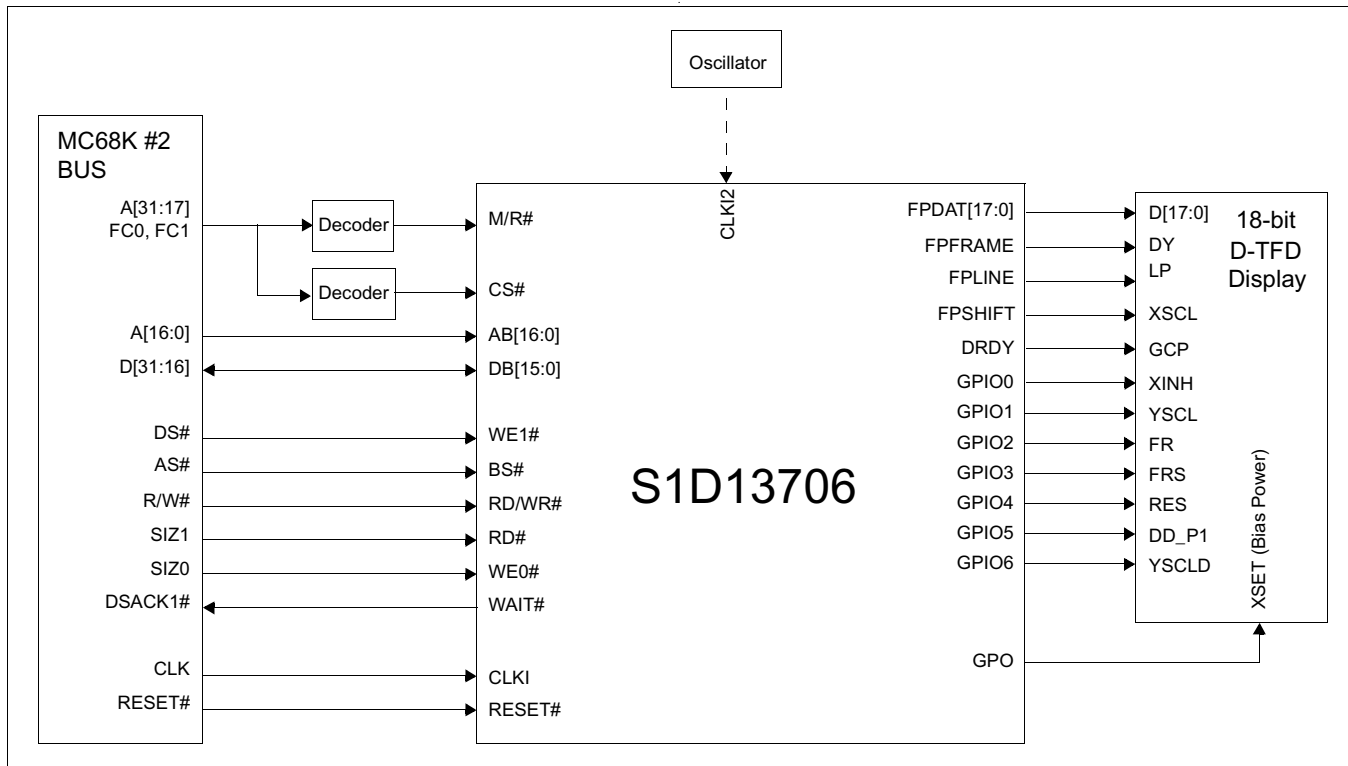 Oscillator
MC68K #2
BUS
A[31:17]
FC0, FC1
Decoder
Decoder
A[16:0]
D[31:16]
DS#
AS#
R/W#
SIZ1
SIZ0
DSACK1#
CLK
RESET#
M/R#
CS#
AB[16:0]
DB[15:0]
WE1#
BS#
RD/WR#
RD#
WE0#
WAIT#
CLKI
RESET#
CLKI2
S1D13706
FPDAT[17:0]
FPFRAME
FPLINE
FPSHIFT
DRDY
GPIO0
GPIO1
GPIO2
GPIO3
GPIO4
GPIO5
GPIO6
GPO
D[17:0]
DY
LP
XSCL
GCP
XINH
YSCL
FR
FRS
RES
DD_P1
YSCLD
18-bit
D-TFD
Display
XSET (Bias Power)